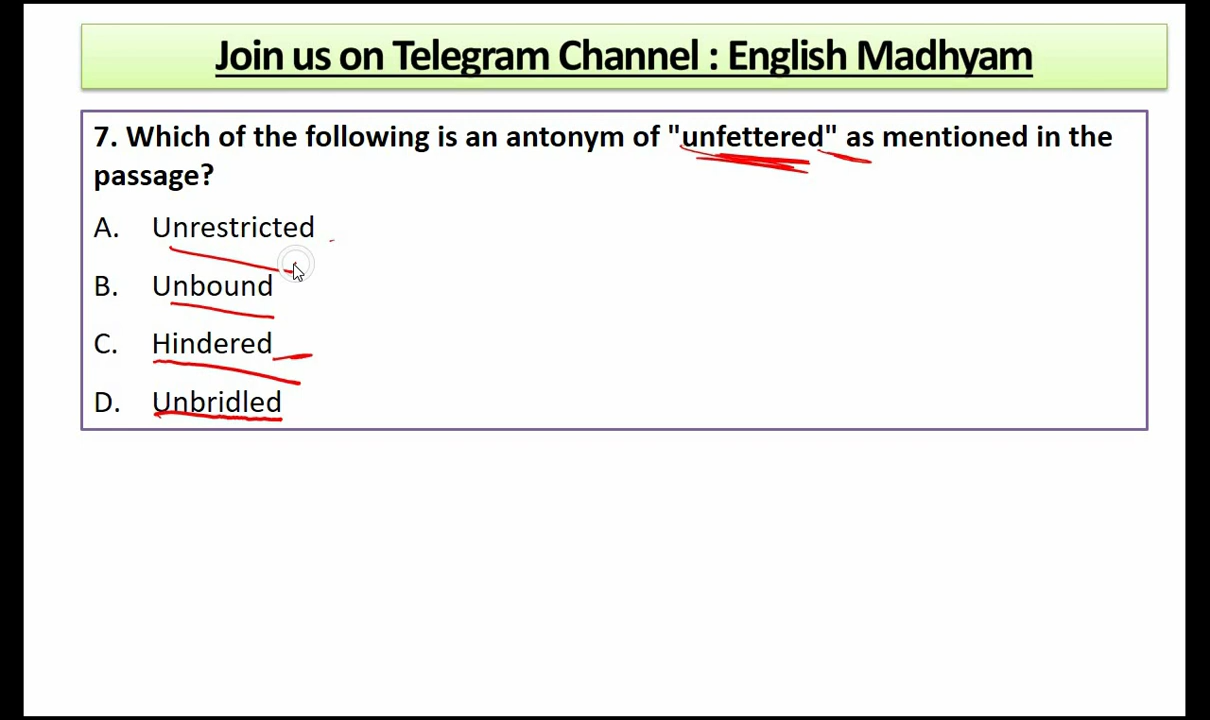 Join us on Telegram Channel : English Madhyam
7. Which of the following is an antonym of "unfettered" as mentioned in the
passage?
A. Unrestricted
B. Unbound
C. Hindered
D. Unbridled